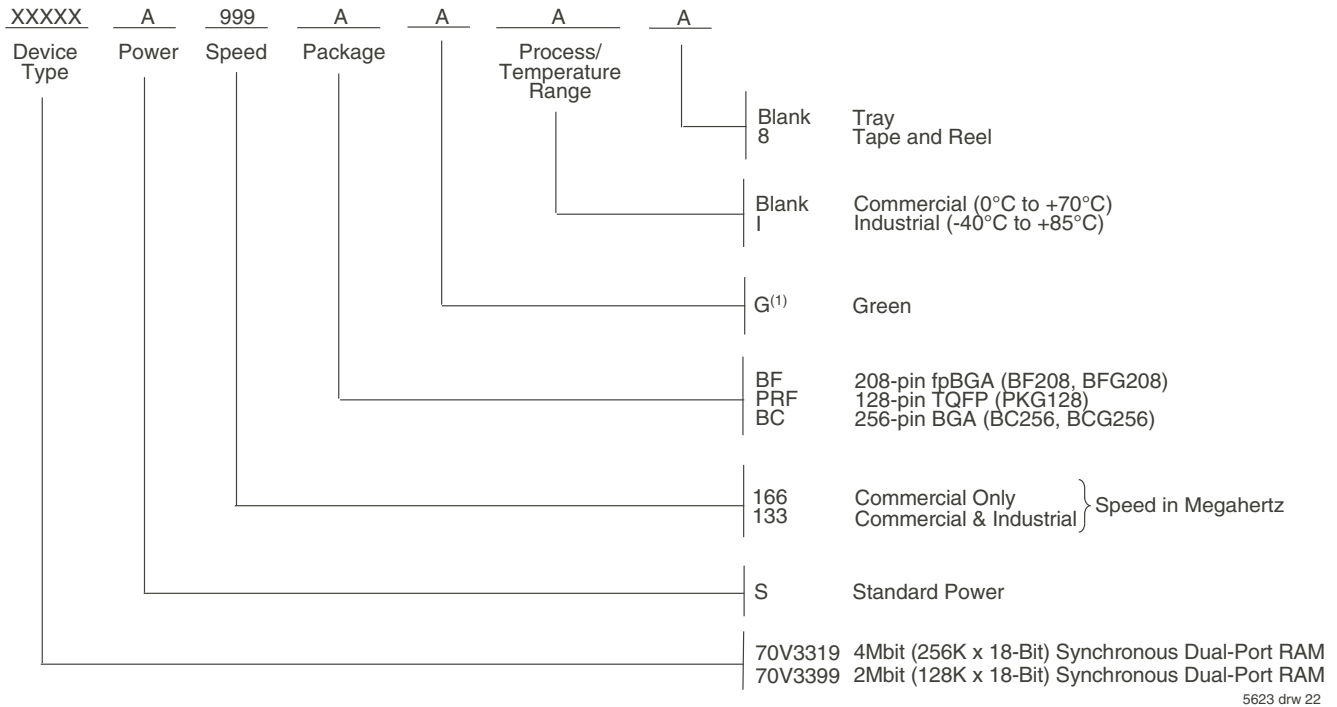 XXXXX A 999 A A A A
Device Type Power Speed Package Process/ Temperature Range
Blank Tray
8 Tape and Reel
Blank Commercial (0°C to +70°C)
I Industrial (-40°C to +85°C)
G(1) Green
BF 208-pin fpBGA (BF208, BFG208)
PRF 128-pin TQFP (PKG128)
BC 256-pin BGA (BC256, BCG256)
166 Commercial Only
133 Commercial & Industrial
Speed in Megahertz
S Standard Power
70V3319 4Mbit (256K x 18-Bit) Synchronous Dual-Port RAM
70V3399 2Mbit (128K x 18-Bit) Synchronous Dual-Port RAM
5623 drw 22